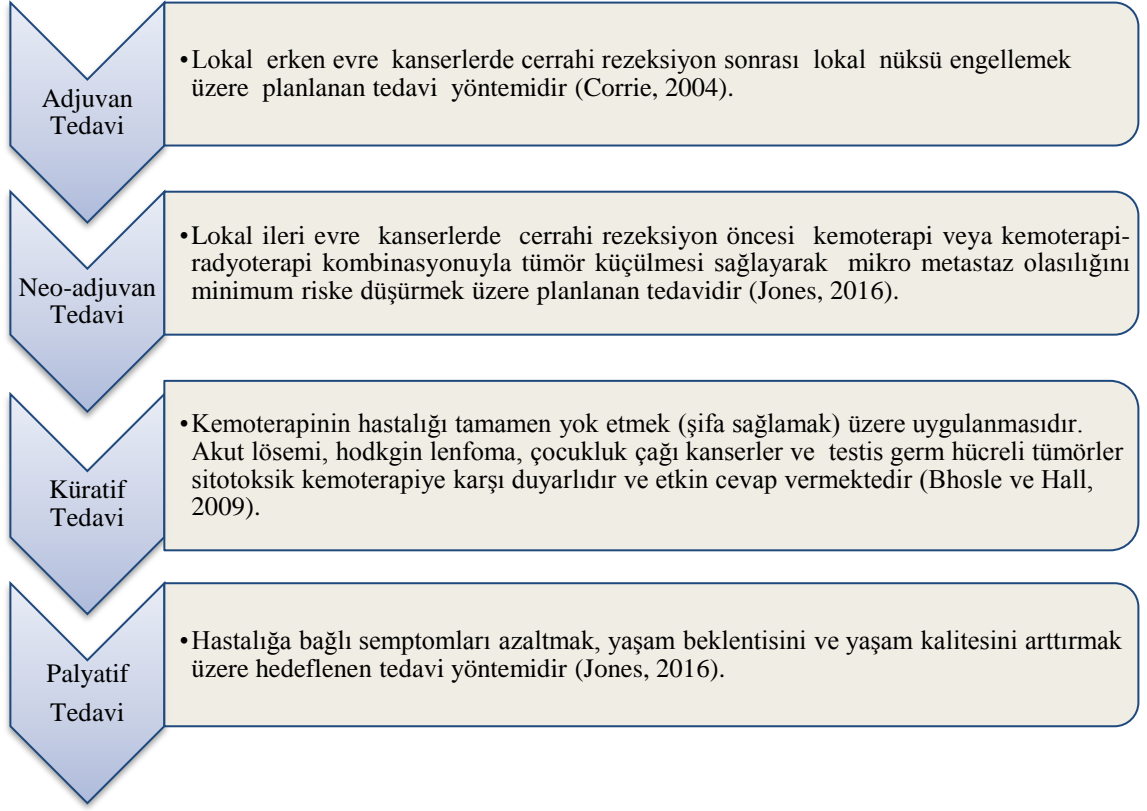 Adjuvan
Tedavi
•Lokal erken evre kanserlerde cerrahi rezeksiyon sonrası lokal nüksü engellemek
üzere planlanan tedavi yöntemidir (Corrie, 2004).
Neo-adjuvan
Tedavi
•Lokal ileri evre kanserlerde cerrahi rezeksiyon öncesi kemoterapi veya kemoterapi-
radyoterapi kombinasyonuyla tümör küçülmesi sağlayarak mikro metastaz olasılığını
minimum riske düşürmek üzere planlanan tedavidir (Jones, 2016).
Küratif
Tedavi
•Kemoterapinin hastalığı tamamen yok etmek (şifa sağlamak) üzere uygulanmasıdır.
Akut lösemi, hodkgin lenfoma, çocukluk çağı kanserler ve testis germ hücreli tümörler
sitotoksik kemoterapiye karşı duyarlıdır ve etkin cevap vermektedir (Bhosle ve Hall,
2009).
Palyatif
Tedavi
•Hastalığa bağlı semptomları azaltmak, yaşam beklentisini ve yaşam kalitesini arttırmak
üzere hedeflenen tedavi yöntemidir (Jones, 2016).